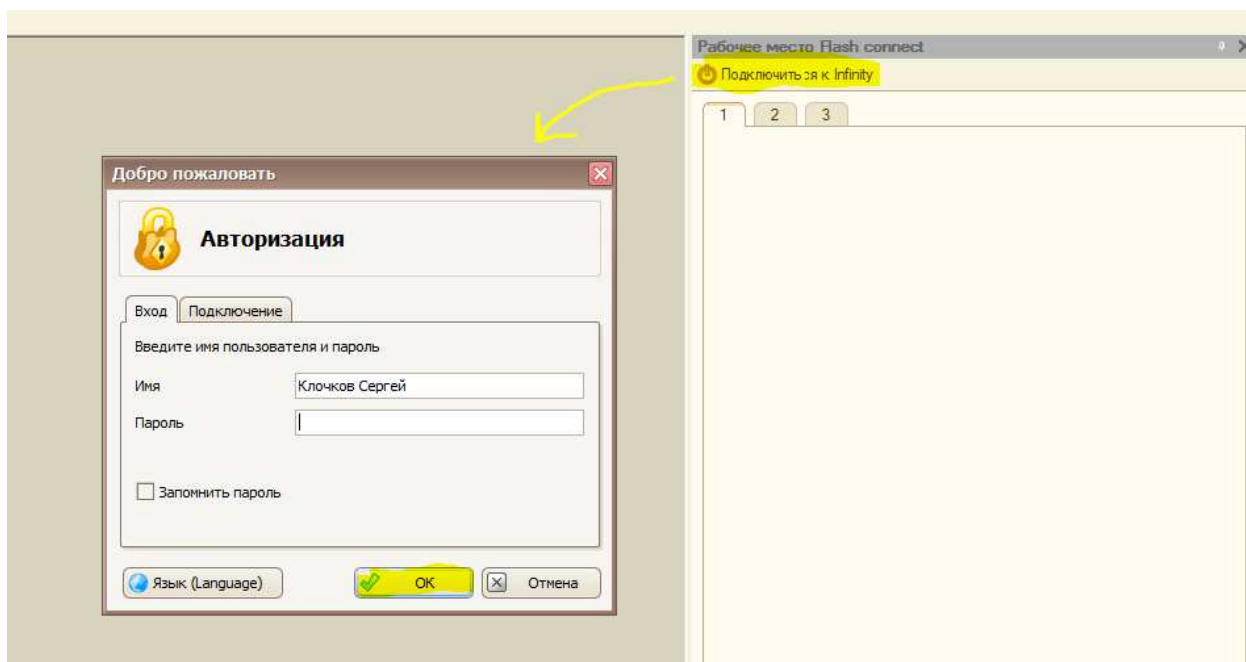 Рабочее место Flash connect
Подключиться к Infinity
1 2 3
Добро пожаловать
Авторизация
Вход Подключение
Введите имя пользователя и пароль
Имя Клочков Сергей
Пароль
Запомнить пароль
Язык (Language) OK Отмена